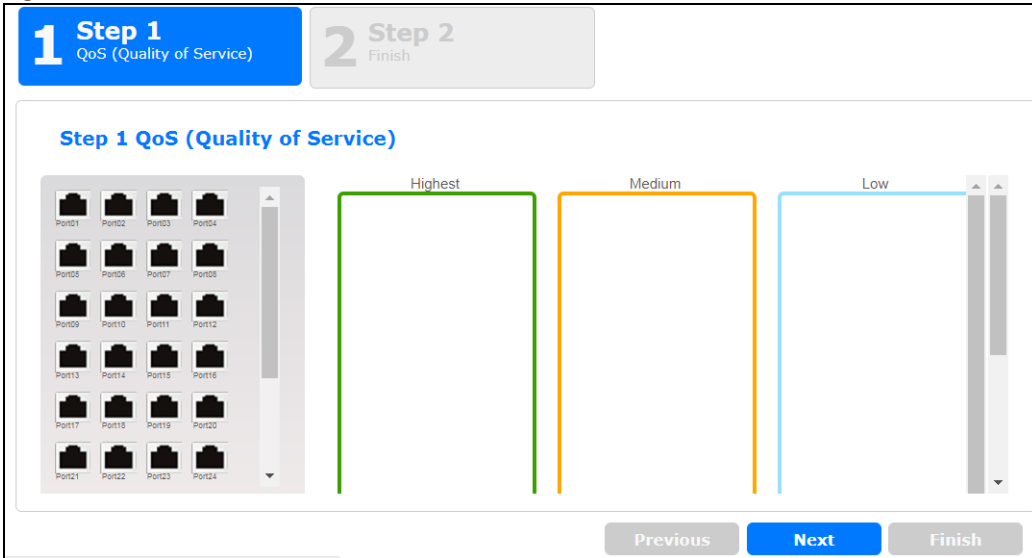 1 Step 1
QoS (Quality of Service)
2 Step 2
Finish
Step 1 QoS (Quality of Service)
Highest Medium Low
Port01 Port02 Port03 Port04
Port05 Port06 Port07 Port08
Port09 Port10 Port11 Port12
Port13 Port14 Port15 Port16
Port17 Port18 Port19 Port20
Port21 Port22 Port23 Port24
Previous Next Finish